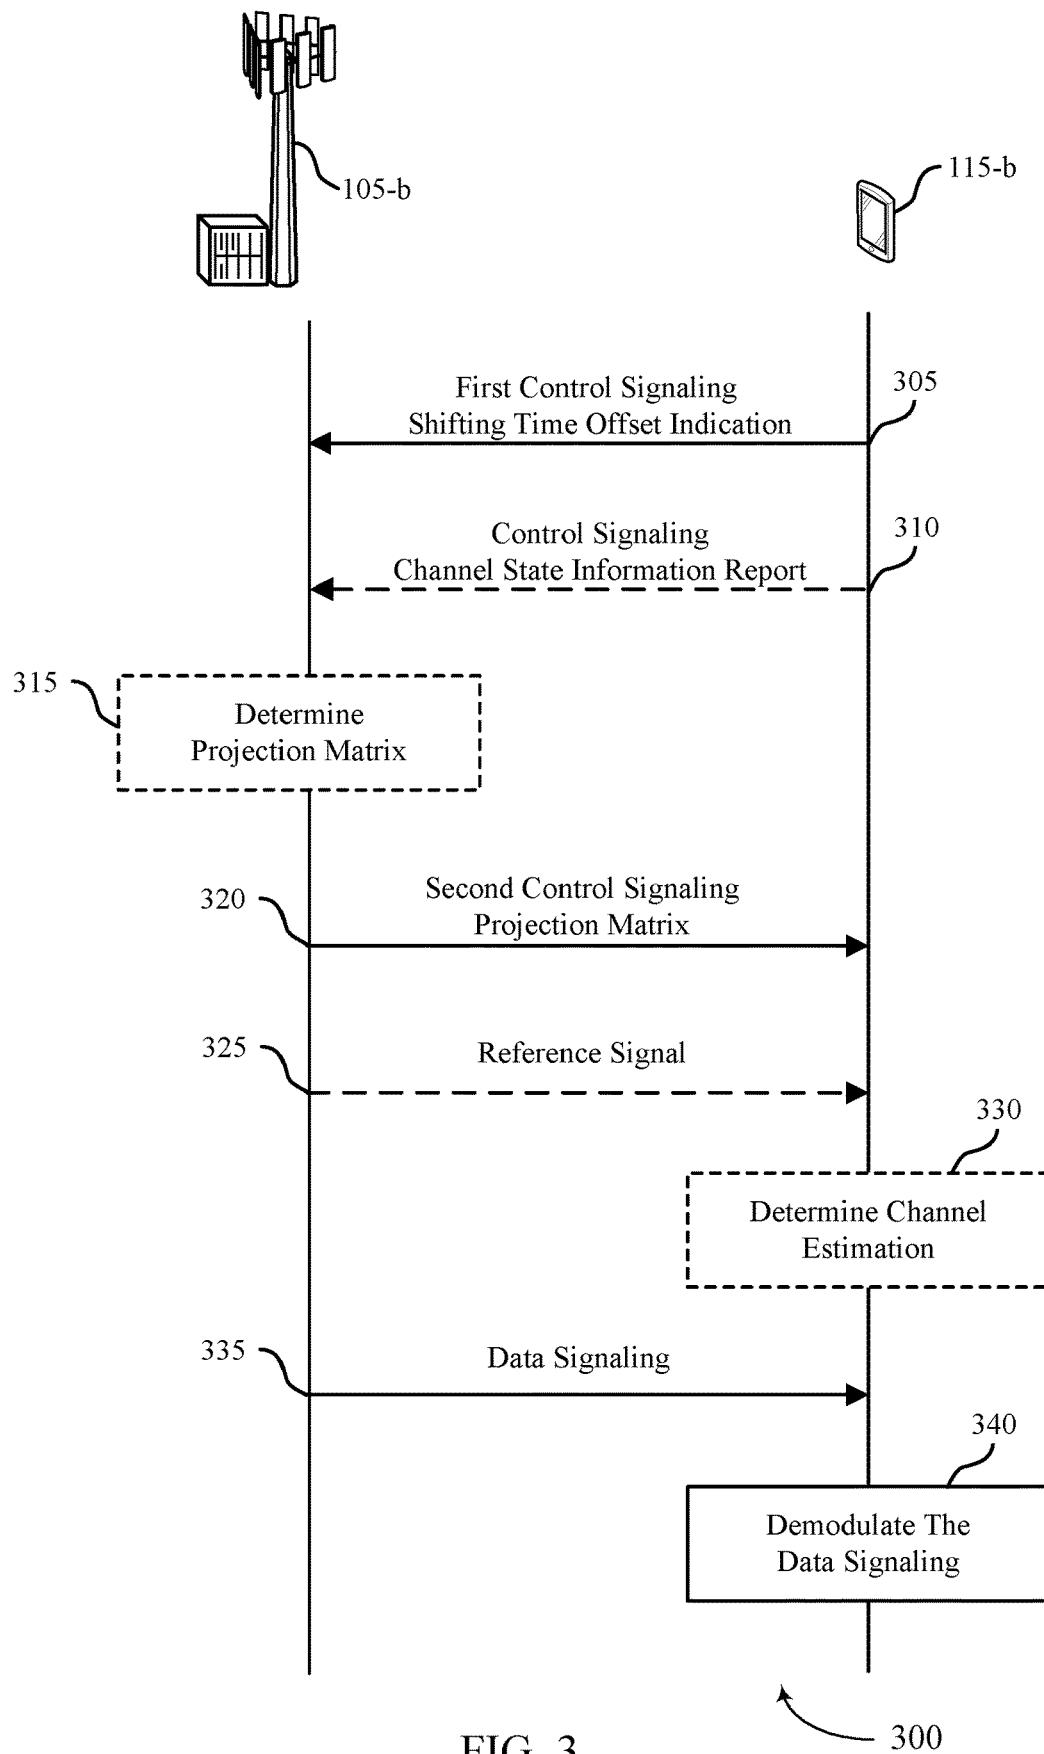 105-b
115-b
First Control Signaling
Shifting Time Offset Indication
305
Control Signaling
Channel State Information Report
310
315
Determine
Projection Matrix
320
Second Control Signaling
Projection Matrix
325
Reference Signal
330
Determine Channel
Estimation
335
Data Signaling
340
Demodulate The
Data Signaling
300
FIG. 3